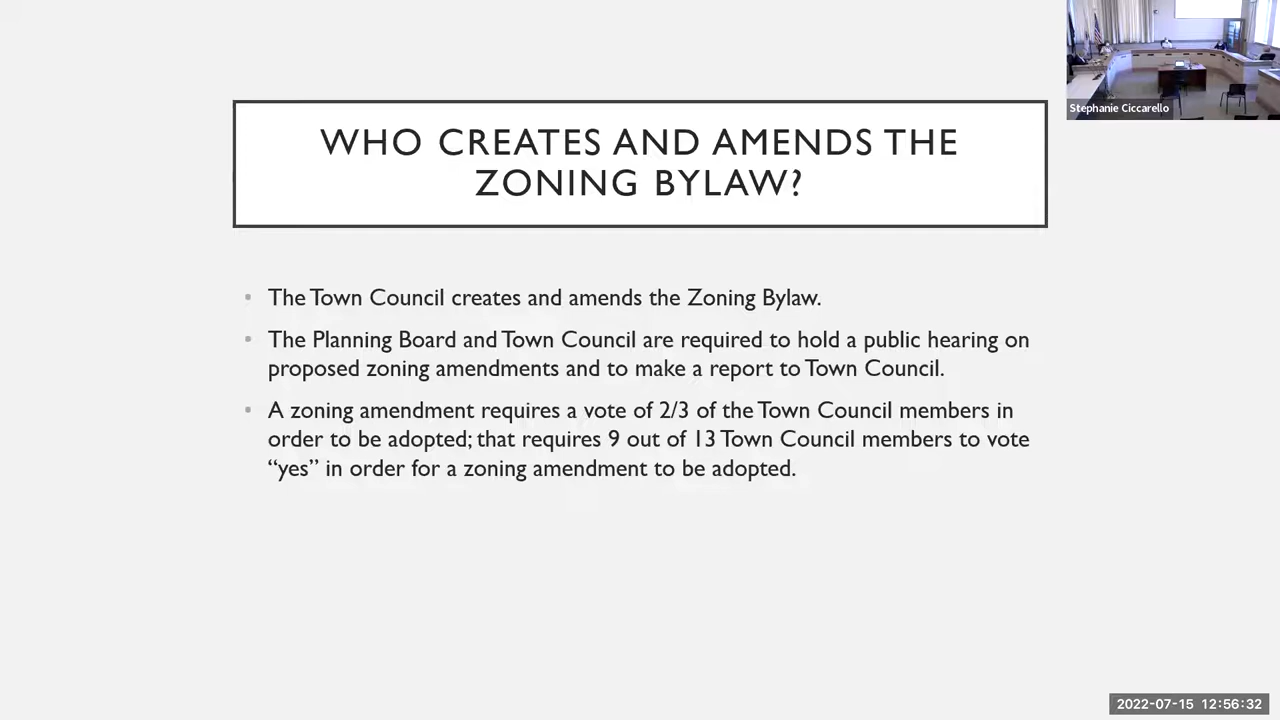 WHO CREATES AND AMENDS THE
ZONING BYLAW?
Stephanie Ciccarello
• The Town Council creates and amends the Zoning Bylaw.
• The Planning Board and Town Council are required to hold a public hearing on
proposed zoning amendments and to make a report to Town Council.
• A zoning amendment requires a vote of 2/3 of the Town Council members in
order to be adopted; that requires 9 out of 13 Town Council members to vote
“yes” in order for a zoning amendment to be adopted.
2022-07-15 12:56:32